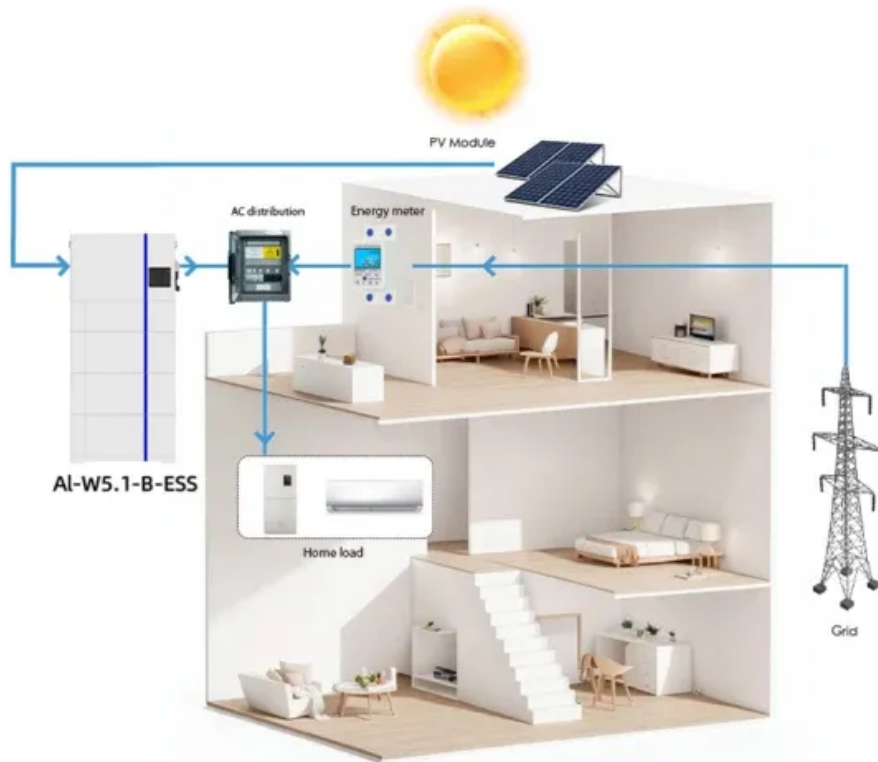 PV Module
AC distribution
Energy meter
Al-W5.1-B-ESS
Home load
Grid